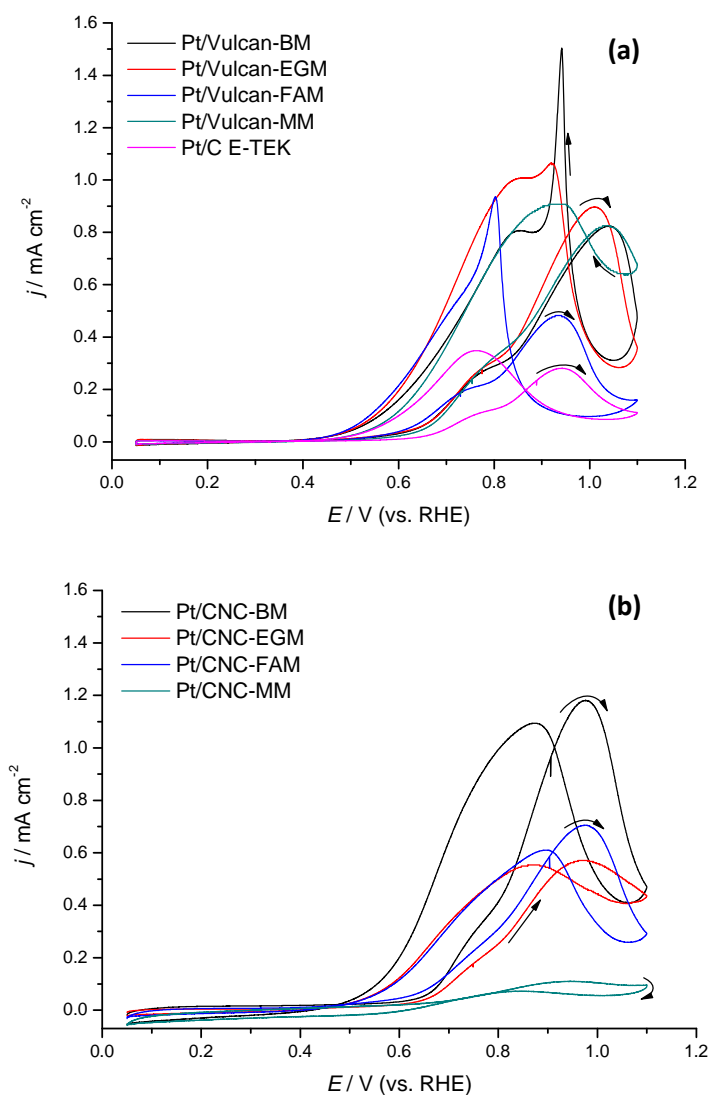 (a)
Pt/Vulcan-BM
Pt/Vulcan-EGM
Pt/Vulcan-FAM
Pt/Vulcan-MM
Pt/C E-TEK
1.6
1.4
1.2
1.0
0.8
0.6
0.4
0.2
0.0
j / mA cm⁻²
0.0 0.2 0.4 0.6 0.8 1.0 1.2
E / V (vs. RHE)
(b)
Pt/CNC-BM
Pt/CNC-EGM
Pt/CNC-FAM
Pt/CNC-MM
1.6
1.4
1.2
1.0
0.8
0.6
0.4
0.2
0.0
j / mA cm⁻²
0.0 0.2 0.4 0.6 0.8 1.0 1.2
E / V (vs. RHE)